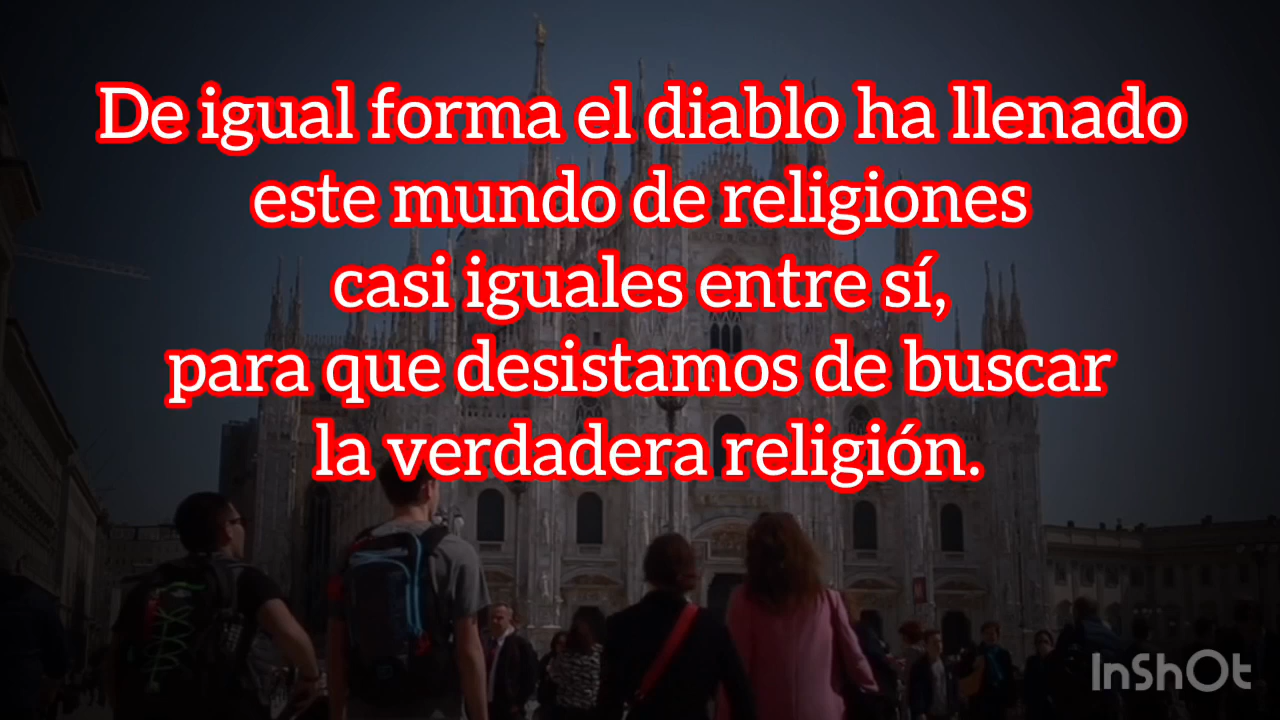 De igual forma el diablo ha llenado
este mundo de religiones
casi iguales entre sí,
para que desistamos de buscar
la verdadera religión.
InShOt